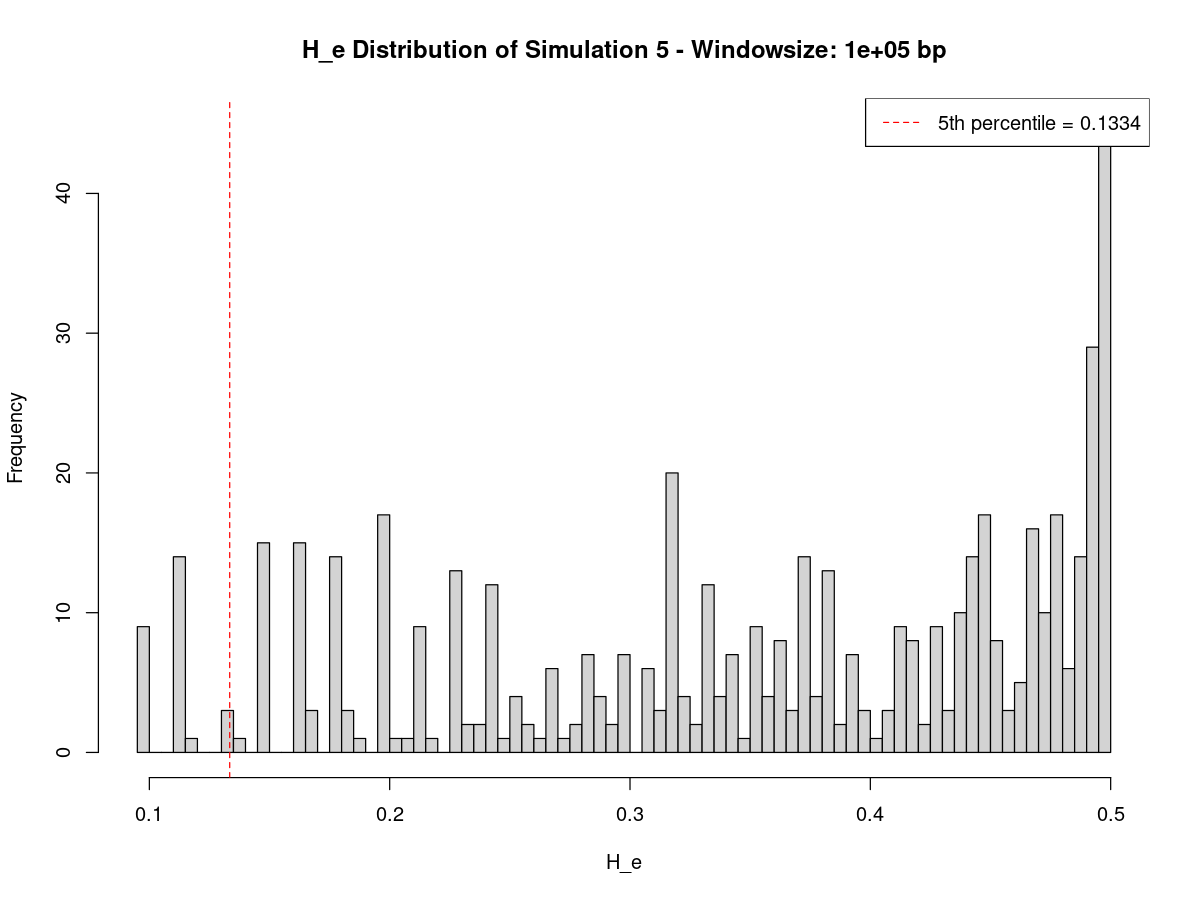 H_e Distribution of Simulation 5 - Windowsize: 1e+05 bp
5th percentile = 0.1334
Frequency
40
30
20
10
0
0.1 0.2 0.3 0.4 0.5
H_e